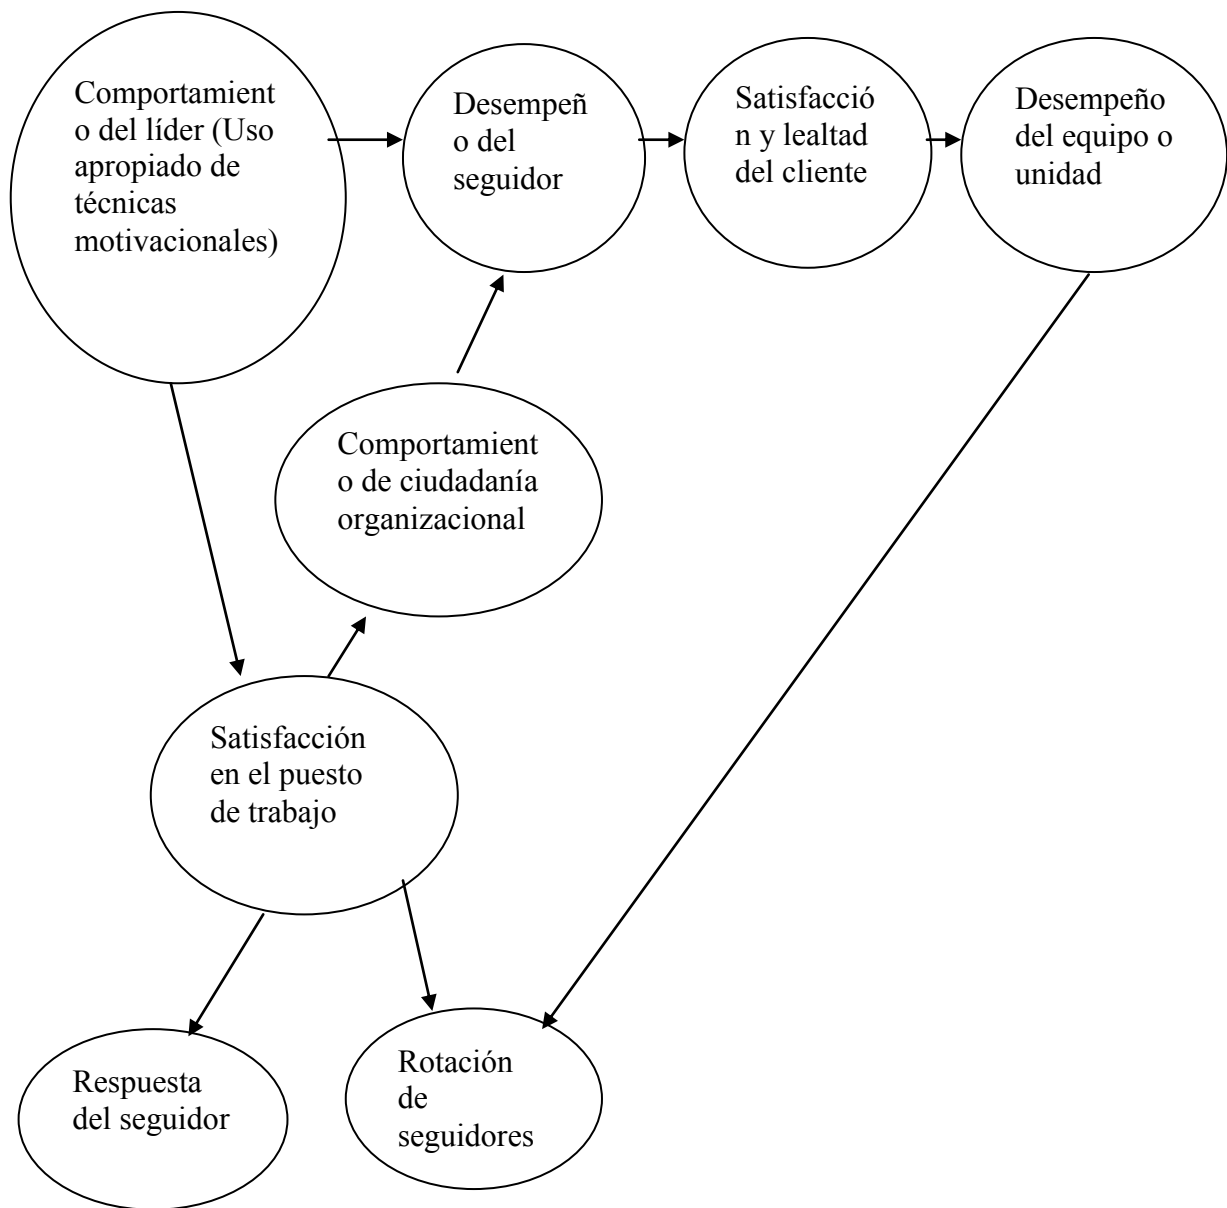 Comportamient
o del líder (Uso
apropiado de
técnicas
motivacionales)
Desempeñ
o del
seguidor
Satisfacció
n y lealtad
del cliente
Desempeño
del equipo o
unidad
Comportamient
o de ciudadanía
organizacional
Satisfacción
en el puesto
de trabajo
Respuesta
del seguidor
Rotación
de
seguidores